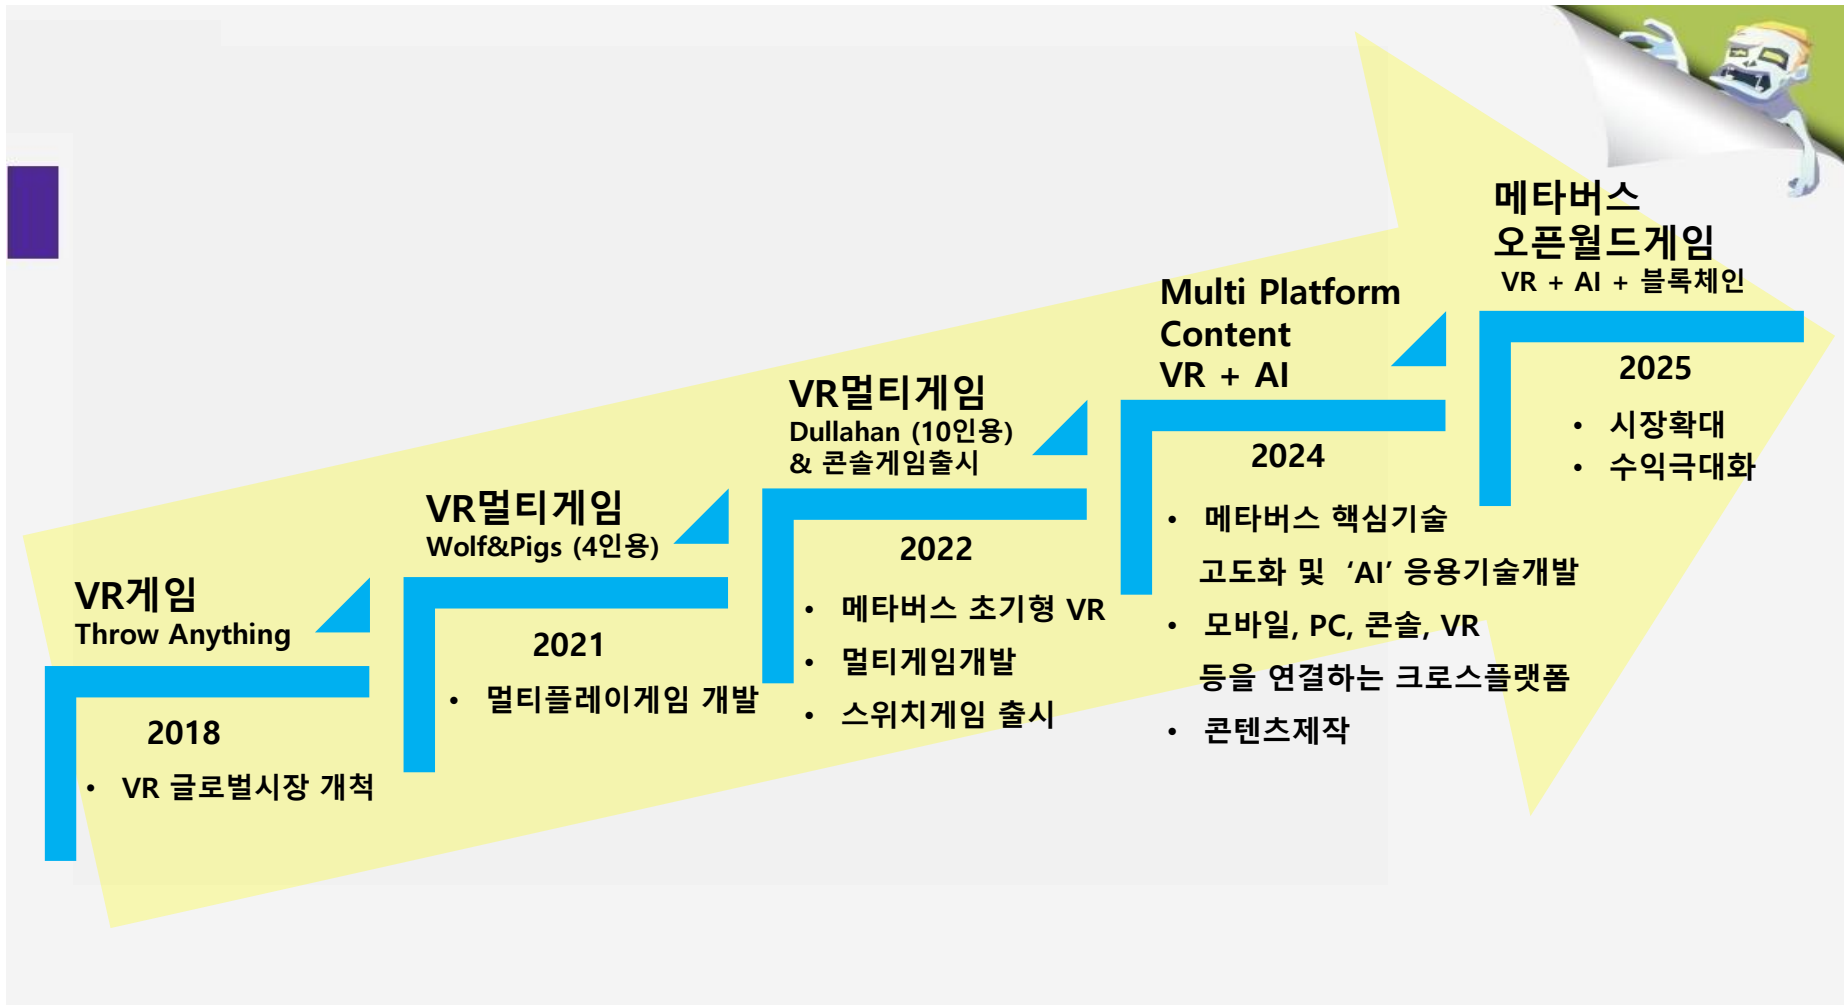 VR게임
Throw Anything
2018
• VR 글로벌시장 개척
VR멀티게임
Wolf&Pigs (4인용)
2021
• 멀티플레이게임 개발
VR멀티게임
Dullahan (10인용)
& 콘솔게임출시
2022
• 메타버스 초기형 VR
• 멀티게임개발
• 스위치게임 출시
Multi Platform
Content
VR + AI
2024
• 메타버스 핵심기술
고도화 및 ‘AI’ 응용기술개발
• 모바일, PC, 콘솔, VR
등을 연결하는 크로스플랫폼
• 콘텐츠제작
메타버스
오픈월드게임
VR + AI + 블록체인
2025
• 시장확대
• 수익극대화